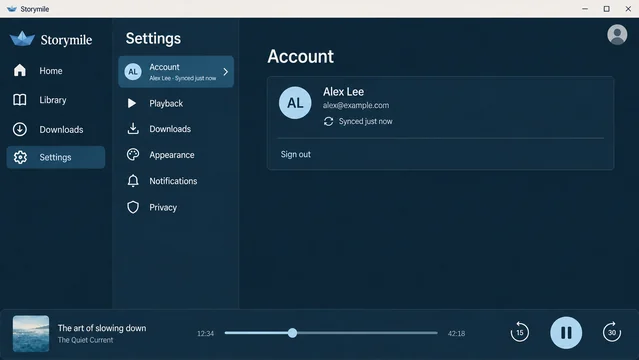 Storymile
Storymile
Home
Library
Downloads
Settings
Settings
AL
Account
Alex Lee · Synced just now
Playback
Downloads
Appearance
Notifications
Privacy
Account
AL
Alex Lee
alex@example.com
Synced just now
Sign out
The art of slowing down
The Quiet Current
12:34
42:18
15
30